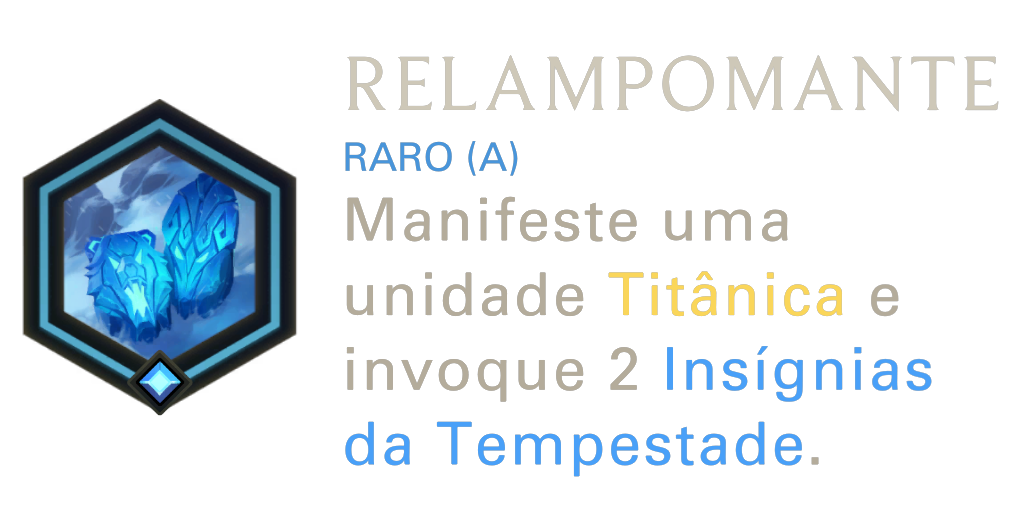 RELAMPOMANTE
RARO (A)
Manifeste uma
unidade Titânica e
invoque 2 Insígnias
da Tempestade.